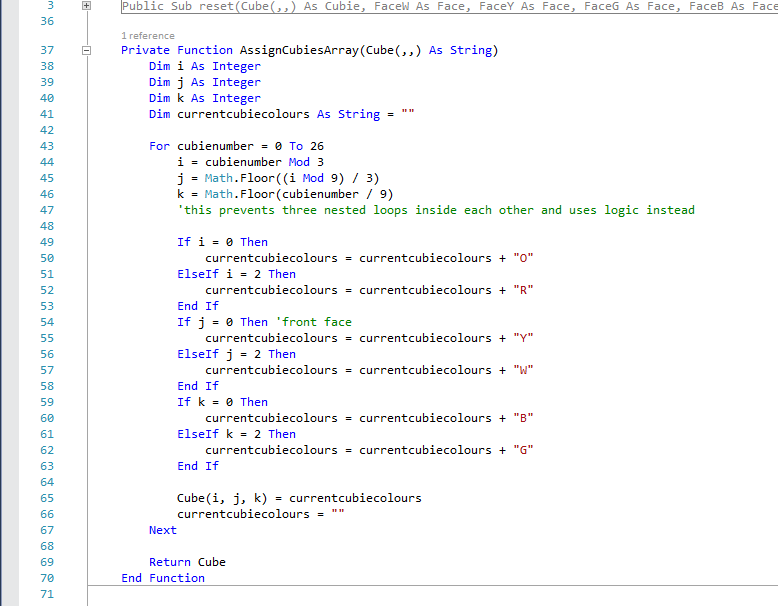 3 Public Sub reset(Cube(,,) As Cubie, FaceW As Face, FaceY As Face, FaceG As Face, FaceB As Face
36
1 reference
37 Private Function AssignCubiesArray(Cube(,,) As String)
38 Dim i As Integer
39 Dim j As Integer
40 Dim k As Integer
41 Dim currentcubiecolours As String = ""
42
43 For cubienumber = 0 To 26
44 i = cubienumber Mod 3
45 j = Math.Floor((i Mod 9) / 3)
46 k = Math.Floor(cubienumber / 9)
47 'this prevents three nested loops inside each other and uses logic instead
48
49 If i = 0 Then
50 currentcubiecolours = currentcubiecolours + "O"
51 ElseIf i = 2 Then
52 currentcubiecolours = currentcubiecolours + "R"
53 End If
54 If j = 0 Then 'front face
55 currentcubiecolours = currentcubiecolours + "Y"
56 ElseIf j = 2 Then
57 currentcubiecolours = currentcubiecolours + "W"
58 End If
59 If k = 0 Then
60 currentcubiecolours = currentcubiecolours + "B"
61 ElseIf k = 2 Then
62 currentcubiecolours = currentcubiecolours + "G"
63 End If
64
65 Cube(i, j, k) = currentcubiecolours
66 currentcubiecolours = ""
67 Next
68
69 Return Cube
70 End Function
71